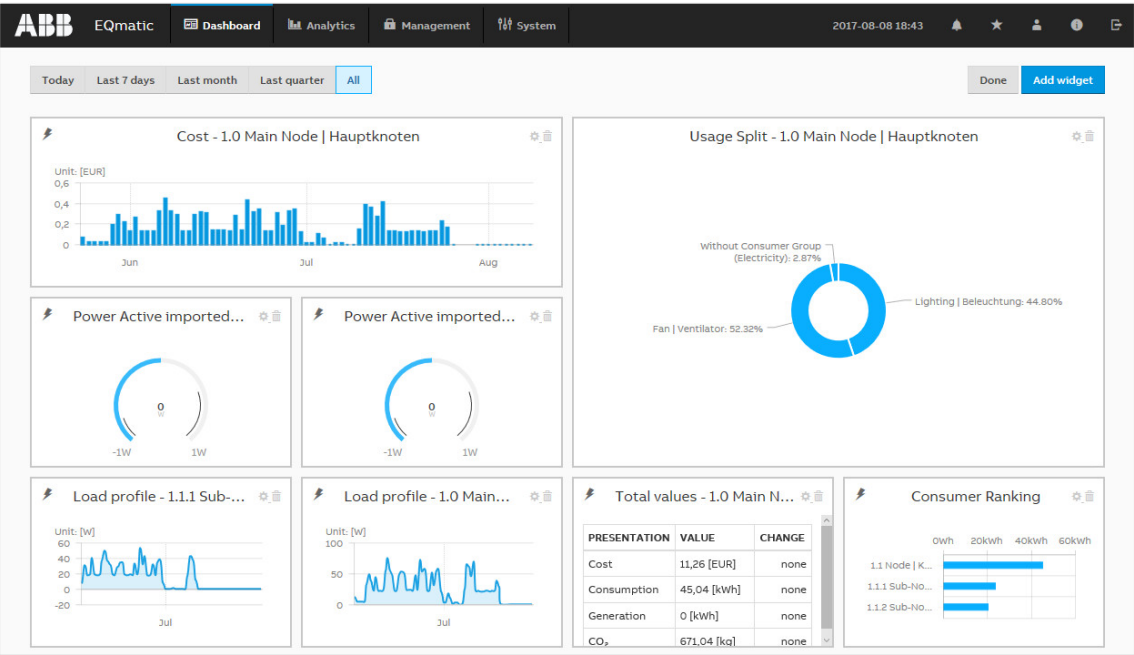 ABB EQmatic Dashboard Analytics Management System 2017-08-08 18:43
Today Last 7 days Last month Last quarter All Done Add widget
Cost - 1.0 Main Node | Hauptknoten
Unit: [EUR]
0,6
0,4
0,2
0
Jun Jul Aug
Usage Split - 1.0 Main Node | Hauptknoten
Without Consumer Group
(Electricity): 2.87%
Lighting | Beleuchtung: 44.80%
Fan | Ventilator: 52.32%
Power Active imported...
0
W
-1W 1W
Power Active imported...
0
W
-1W 1W
Load profile - 1.1.1 Sub-...
Unit: [W]
60
40
20
0
-20
Jul
Load profile - 1.0 Main...
Unit: [W]
100
50
0
Jul
Total values - 1.0 Main N...
PRESENTATION VALUE CHANGE
Cost 11,26 [EUR] none
Consumption 45,04 [kWh] none
Generation 0 [kWh] none
CO₂ 671,04 [kg] none
Consumer Ranking
0Wh 20kWh 40kWh 60kWh
1.1 Node | K...
1.1.1 Sub-No...
1.1.2 Sub-No...